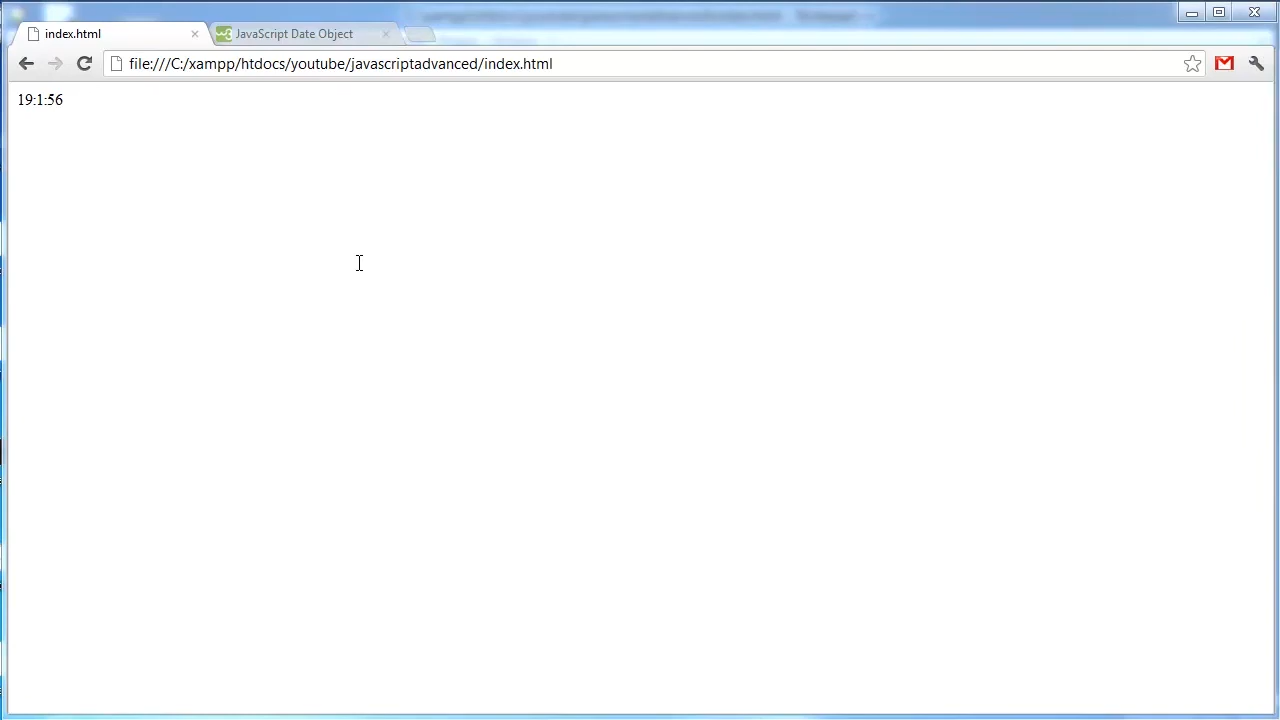 index.html
JavaScript Date Object
file:///C:/xampp/htdocs/youtube/javascriptadvanced/index.html
19:1:56